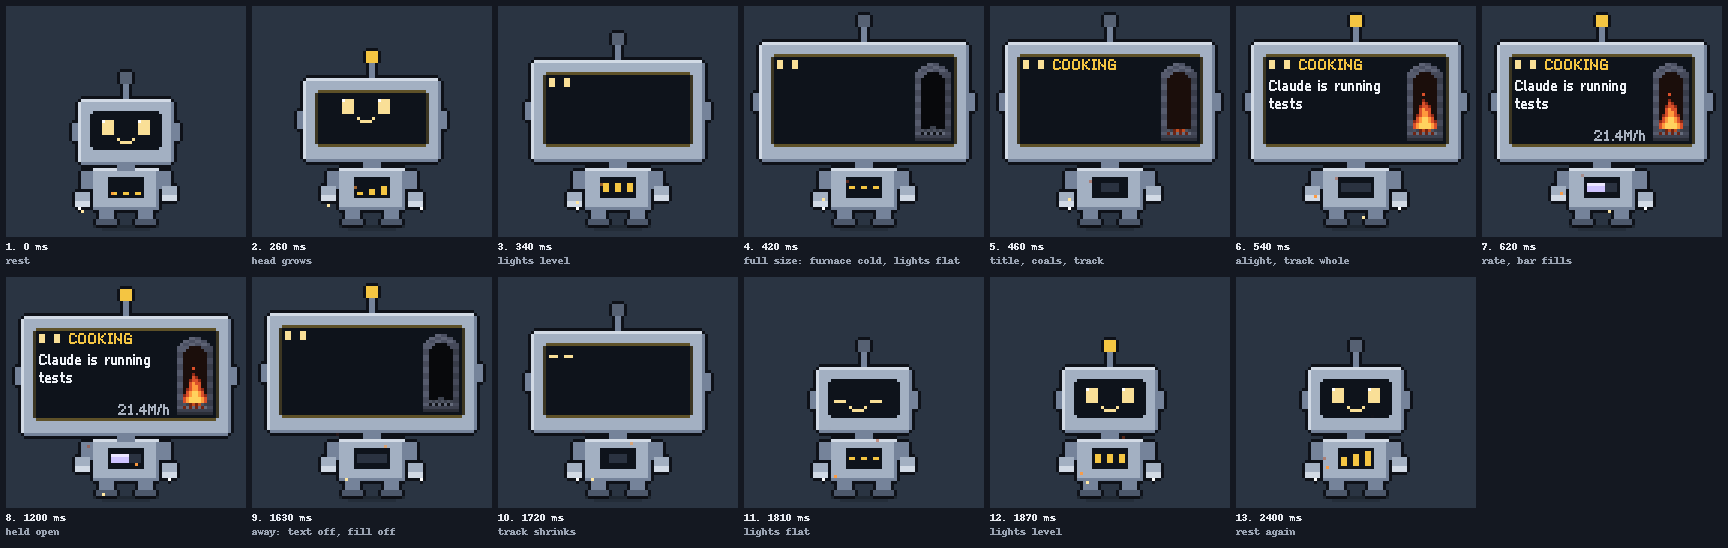 COOKING
COOKING
COOKING
Claude is running
tests
Claude is running
tests
21.4M/h
1. 0 ms
rest
2. 260 ms
head grows
3. 340 ms
lights level
4. 420 ms
full size: furnace cold, lights flat
5. 460 ms
title, coals, track
6. 540 ms
alight, track whole
7. 620 ms
rate, bar fills
COOKING
Claude is running
tests
21.4M/h
8. 1200 ms
held open
9. 1630 ms
away: text off, fill off
10. 1720 ms
track shrinks
11. 1810 ms
lights flat
12. 1870 ms
lights level
13. 2400 ms
rest again